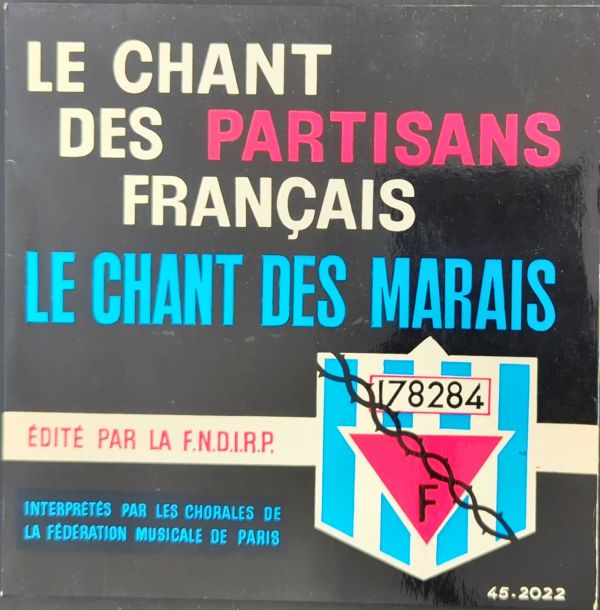 LE CHANT
DES PARTISANS
FRANÇAIS
LE CHANT DES MARAIS
178284
ÉDITÉ PAR LA F.N.D.I.R.P.
F
INTERPRÉTÉS PAR LES CHORALES DE
LA FÉDÉRATION MUSICALE DE PARIS
45.2022